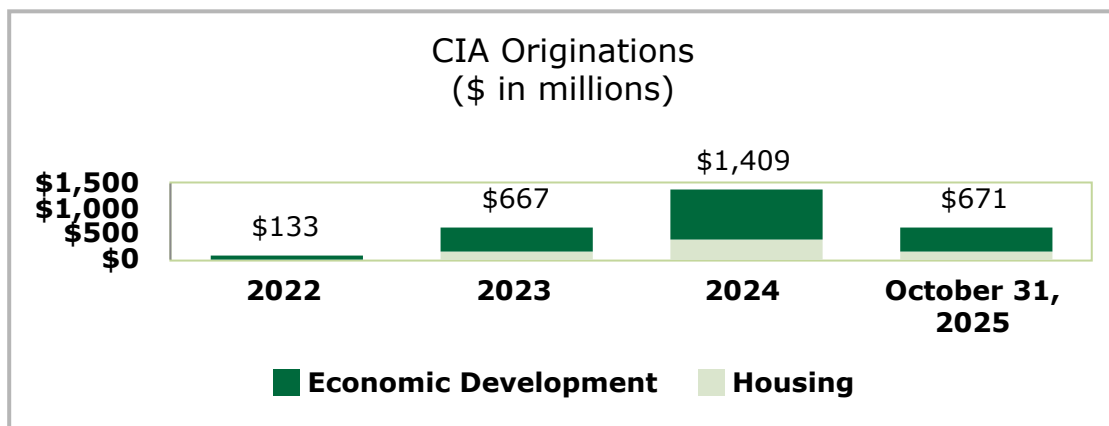 CIA Originations
($ in millions)
$1,500
$1,000
$500
$0
$133
$667
$1,409
$671
2022
2023
2024
October 31,
2025
Economic Development
Housing